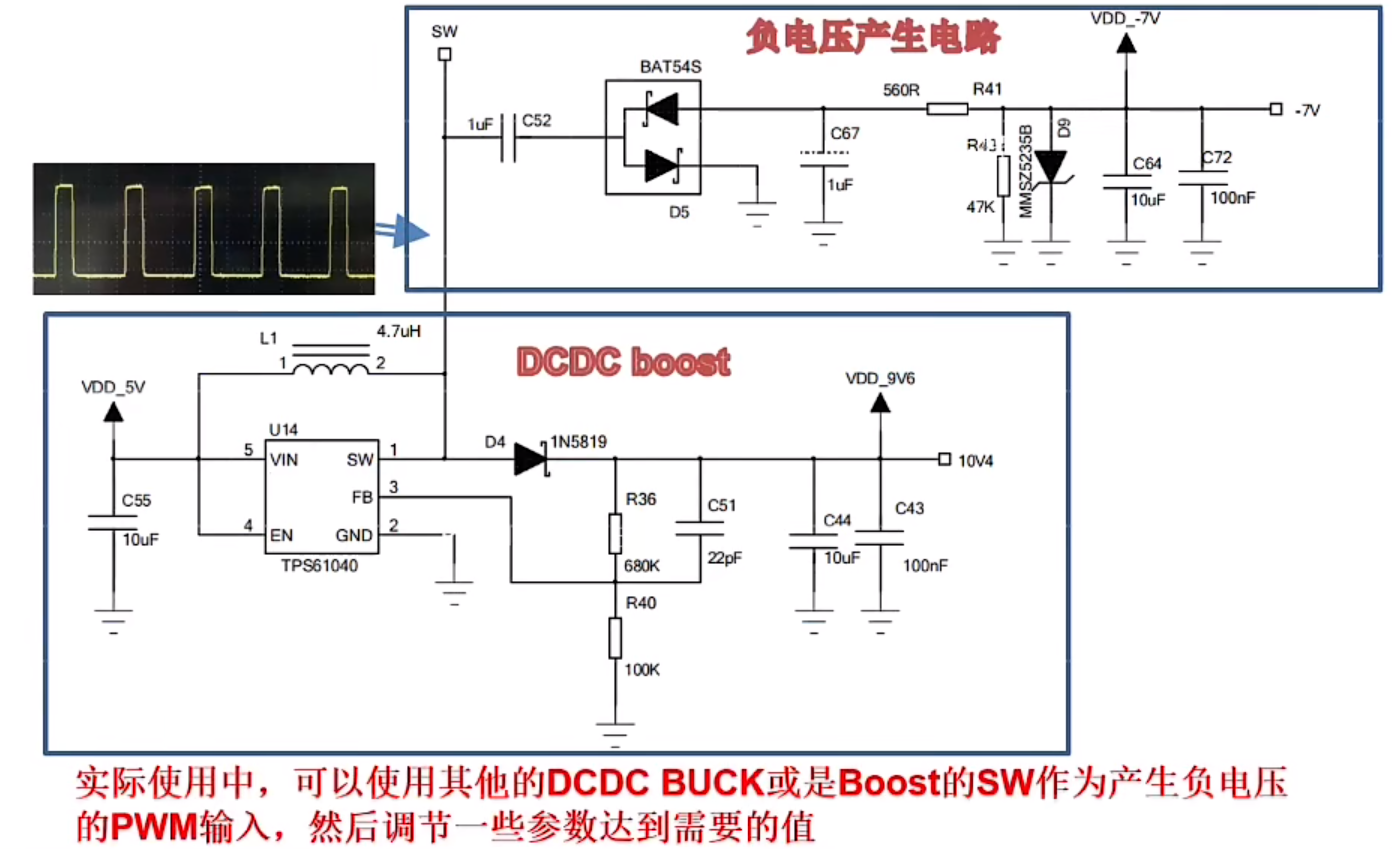 负电压产生电路
VDD_-7V
SW
BAT54S
560R
R41
1uF
C52
C67
1uF
D5
R43
47K
MMSZ5235B
D9
C64
10uF
C72
100nF
-7V
L1
4.7uH
1
2
DCDC boost
VDD_5V
VDD_9V6
U14
5
VIN
SW
1
D4
1N5819
10V4
FB
3
C55
10uF
4
EN
GND
2
TPS61040
R36
680K
C51
22pF
C44
10uF
C43
100nF
R40
100K
实际使用中，可以使用其他的DCDC BUCK或是Boost的SW作为产生负电压
的PWM输入，然后调节一些参数达到需要的值